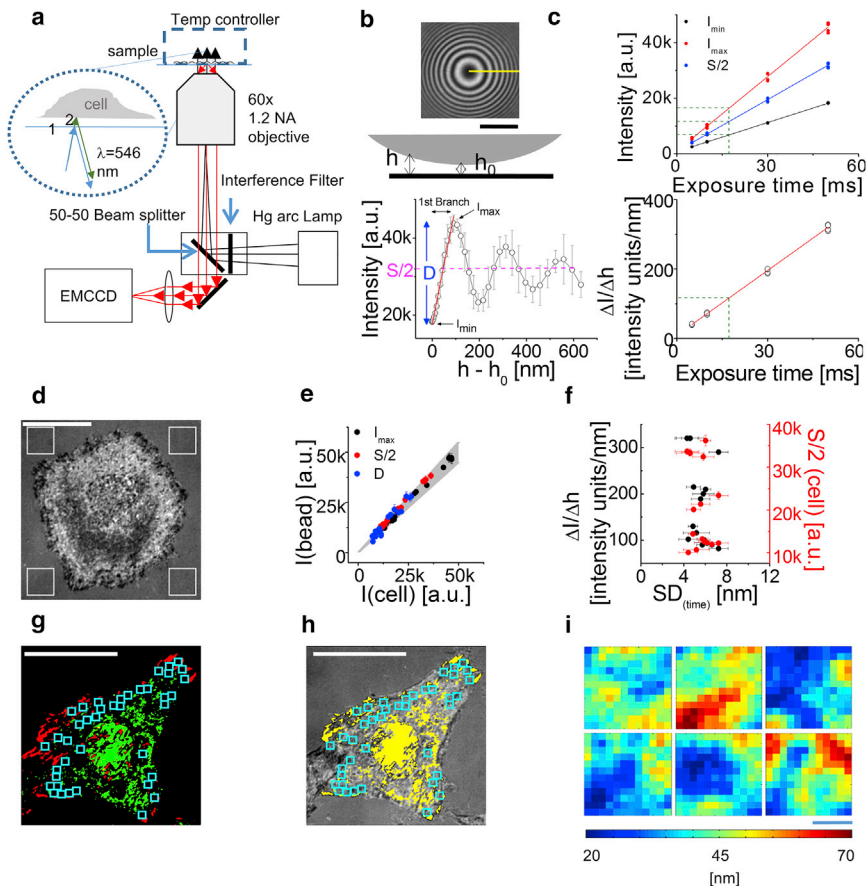 a
Temp controller
sample
cell
1
2
λ=546
nm
60x
1.2 NA
objective
Interference Filter
50-50 Beam splitter
Hg arc Lamp
EMCCD
b
h
h0
1st Branch
Imax
Intensity [a.u.]
40k
S/2
D
20k
Imin
0
200
400
600
h - h0 [nm]
c
Imin
Imax
S/2
Intensity [a.u.]
40k
20k
0
0
30
60
Exposure time [ms]
ΔI/Δh
[intensity units/nm]
400
200
0
0
30
60
Exposure time [ms]
d
e
Imax
S/2
D
I(bead) [a.u.]
50k
25k
0
0
25k
50k
I(cell) [a.u.]
f
ΔI/Δh
[intensity units/nm]
300
200
100
0
4
8
12
SD(time) [nm]
40k
30k
20k
10k
S/2 (cell) [a.u.]
g
h
i
20
45
70
[nm]